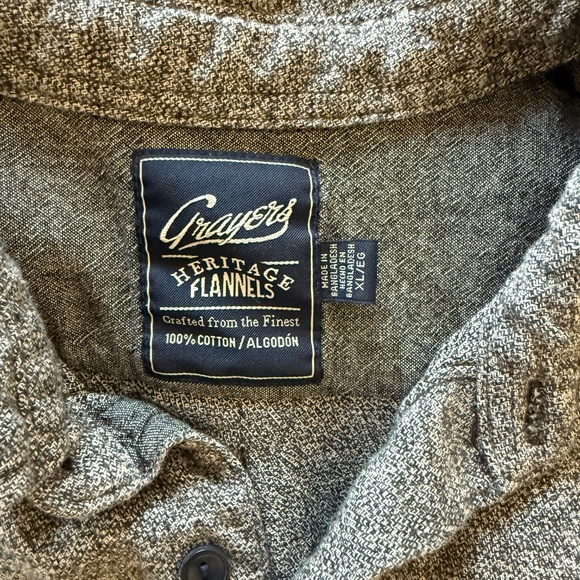 Grayers
HERITAGE
FLANNELS
Crafted from the Finest
100% COTTON / ALGODÓN
MADE IN
BANGLADESH
HECHO EN
BANGLADESH
XL/EG